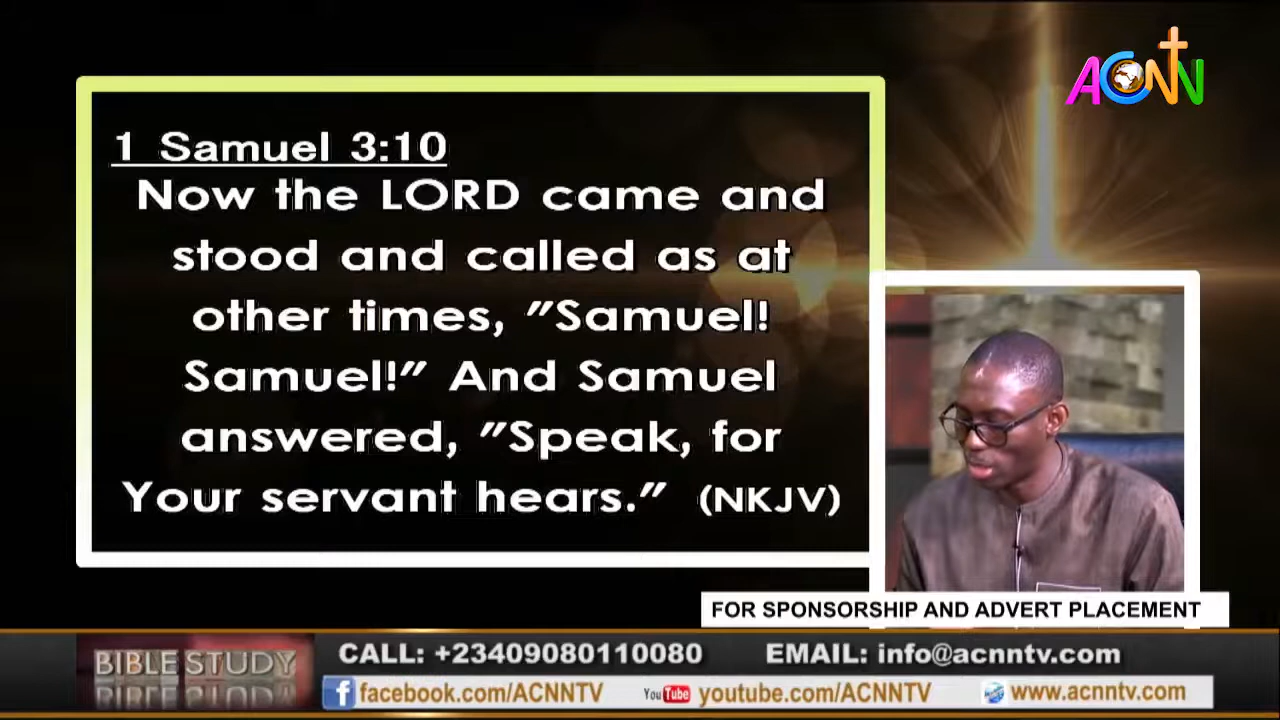 ACNN
1 Samuel 3:10
Now the LORD came and
stood and called as at
other times, "Samuel!
Samuel!" And Samuel
answered, "Speak, for
Your servant hears." (NKJV)
FOR SPONSORSHIP AND ADVERT PLACEMENT
BIBLE STUDY
CALL: +23409080110080 EMAIL: info@acnntv.com
facebook.com/ACNNTV YouTube youtube.com/ACNNTV www.acnntv.com